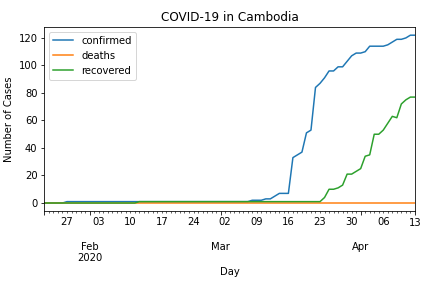 COVID-19 in Cambodia
confirmed
deaths
recovered
Number of Cases
120
100
80
60
40
20
0
27 03 10 17 24 02 09 16 23 30 06 13
Feb Mar Apr
2020
Day